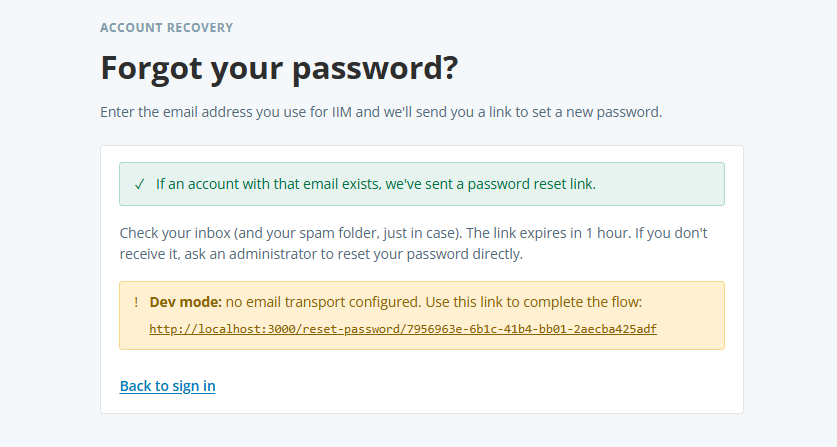 ACCOUNT RECOVERY
Forgot your password?
Enter the email address you use for IIM and we'll send you a link to set a new password.
✓ If an account with that email exists, we've sent a password reset link.
Check your inbox (and your spam folder, just in case). The link expires in 1 hour. If you don't
receive it, ask an administrator to reset your password directly.
! Dev mode: no email transport configured. Use this link to complete the flow:
http://localhost:3000/reset-password/7956963e-6b1c-41b4-bb01-2aecba425adf
Back to sign in